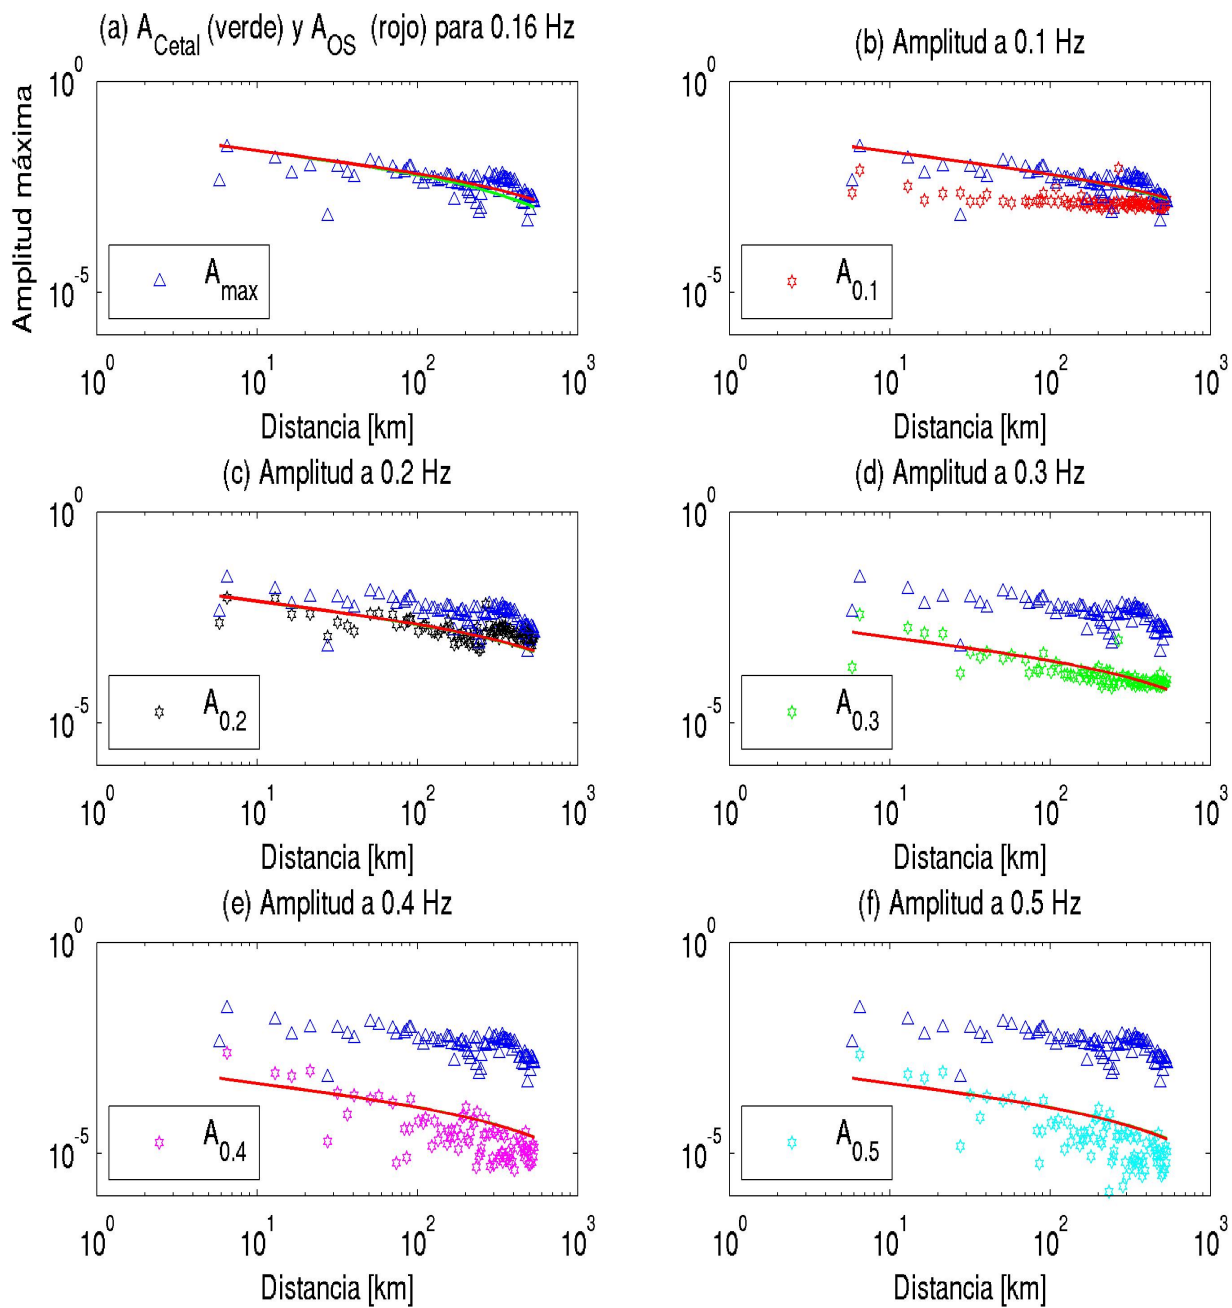 (a) A_Cetal (verde) y A_OS (rojo) para 0.16 Hz
Amplitud máxima
10^0
10^-5
A_max
10^0 10^1 10^2 10^3
Distancia [km]
(b) Amplitud a 0.1 Hz
10^0
10^-5
A_0.1
10^0 10^1 10^2 10^3
Distancia [km]
(c) Amplitud a 0.2 Hz
10^0
10^-5
A_0.2
10^0 10^1 10^2 10^3
Distancia [km]
(d) Amplitud a 0.3 Hz
10^0
10^-5
A_0.3
10^0 10^1 10^2 10^3
Distancia [km]
(e) Amplitud a 0.4 Hz
10^0
10^-5
A_0.4
10^0 10^1 10^2 10^3
Distancia [km]
(f) Amplitud a 0.5 Hz
10^0
10^-5
A_0.5
10^0 10^1 10^2 10^3
Distancia [km]